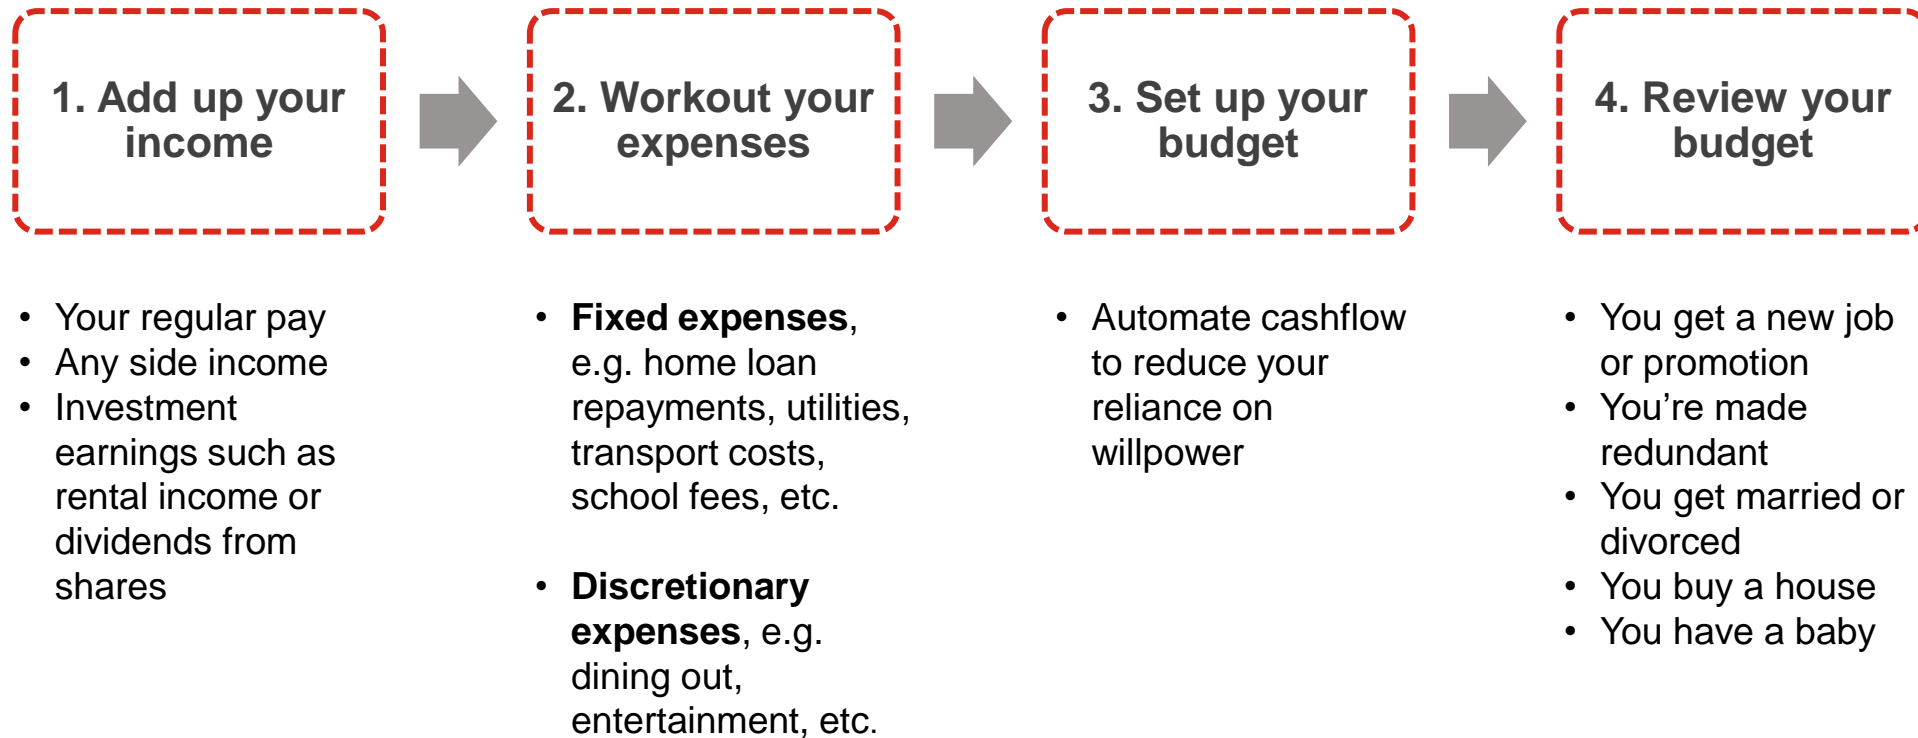 1. Add up your
income
2. Workout your
expenses
3. Set up your
budget
4. Review your
budget
• Your regular pay
• Any side income
• Investment
earnings such as
rental income or
dividends from
shares
• Fixed expenses,
e.g. home loan
repayments, utilities,
transport costs,
school fees, etc.
• Discretionary
expenses, e.g.
dining out,
entertainment, etc.
• Automate cashflow
to reduce your
reliance on
willpower
• You get a new job
or promotion
• You’re made
redundant
• You get married or
divorced
• You buy a house
• You have a baby